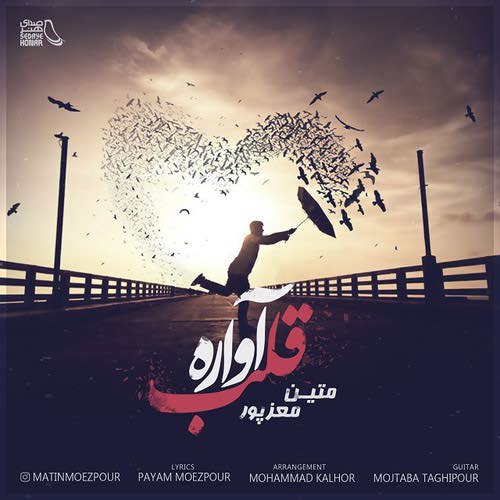 صدای
هنر
SEDAYE
HONAR
قلب آواره
متین
معزپور
MATINMOEZPOUR
LYRICS
PAYAM MOEZPOUR
ARRANGEMENT
MOHAMMAD KALHOR
GUITAR
MOJTABA TAGHIPOUR